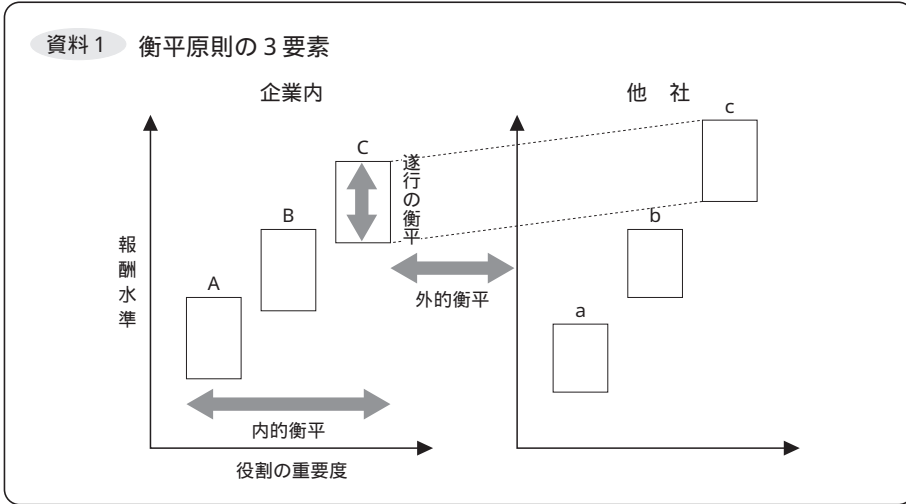 資料1 衡平原則の3要素
企業内
他 社
C
c
B
b
A
a
遂行の衡平
報酬水準
外的衡平
内的衡平
役割の重要度